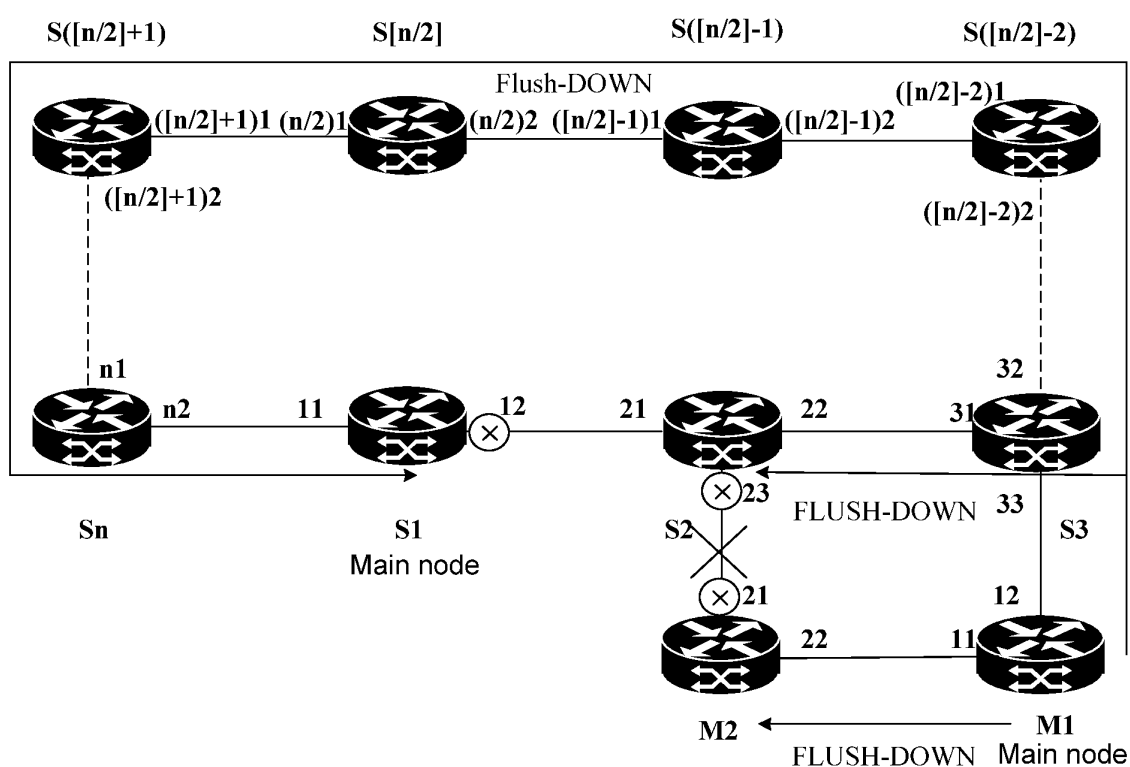 S([n/2]+1) S[n/2] S([n/2]-1) S([n/2]-2)
Flush-DOWN
([n/2]-2)1
([n/2]+1)1 (n/2)1 (n/2)2 ([n/2]-1)1 ([n/2]-1)2
([n/2]+1)2 ([n/2]-2)2
n1 32
n2 11 12 21 22 31
23
FLUSH-DOWN 33
Sn S1 S2 S3
Main node
21 12
22 11
M2 M1
FLUSH-DOWN Main node